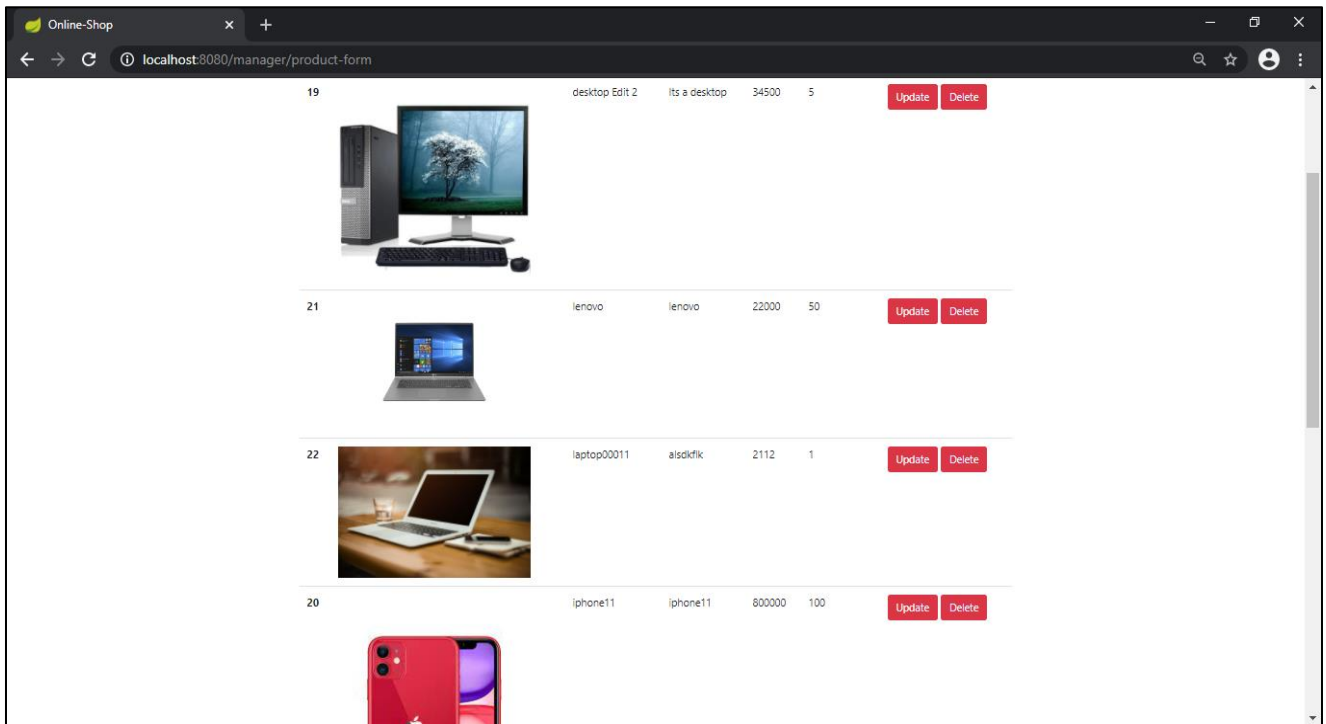 Online-Shop
localhost:8080/manager/product-form
19 desktop Edit 2 Its a desktop 34500 5 Update Delete
21 lenovo lenovo 22000 50 Update Delete
22 laptop00011 alsdkflk 2112 1 Update Delete
20 iphone11 iphone11 800000 100 Update Delete